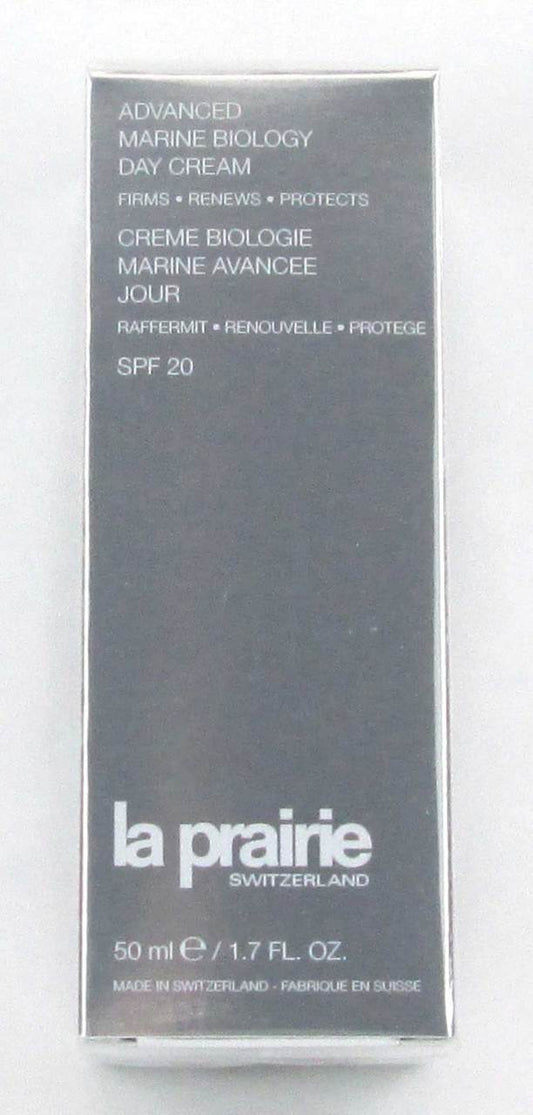 ADVANCED
MARINE BIOLOGY
DAY CREAM
FIRMS • RENEWS • PROTECTS
CREME BIOLOGIE
MARINE AVANCEE
JOUR
RAFFERMIT • RENOUVELLE • PROTEGE
SPF 20
la prairie
SWITZERLAND
50 ml ℮ / 1.7 FL. OZ.
MADE IN SWITZERLAND - FABRIQUE EN SUISSE